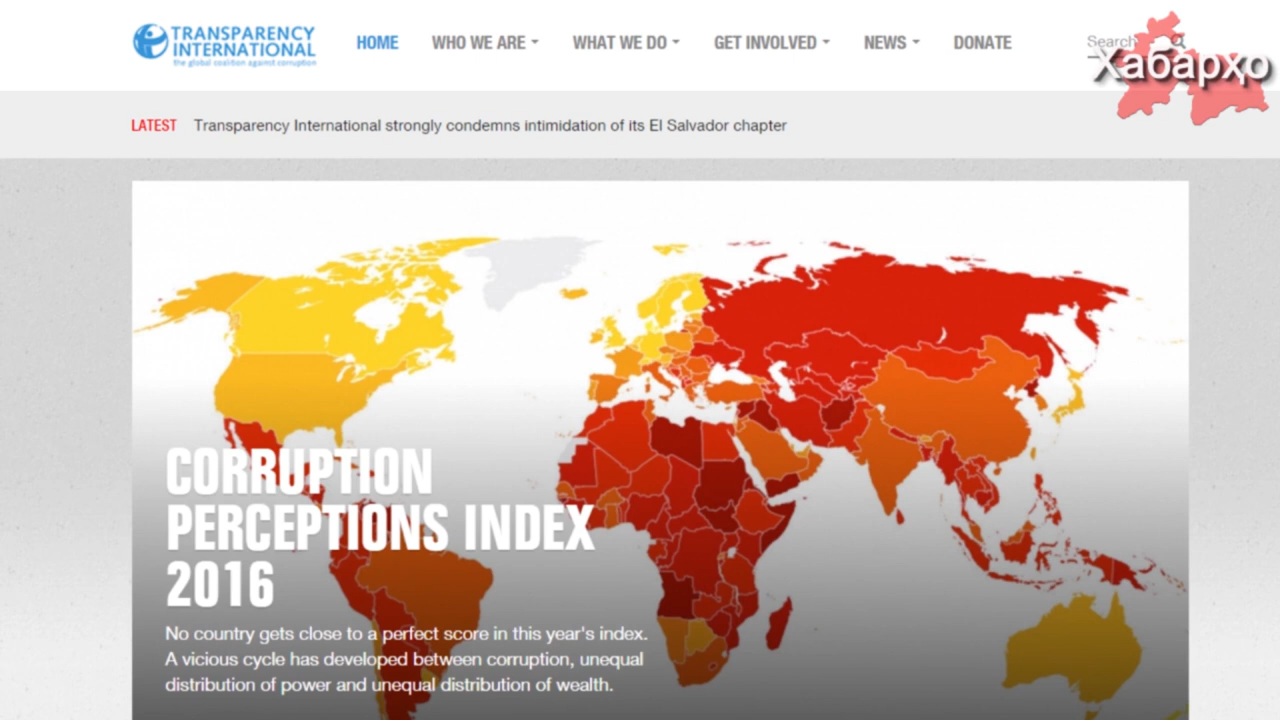 TRANSPARENCY
INTERNATIONAL
the global coalition against corruption
HOME WHO WE ARE WHAT WE DO GET INVOLVED NEWS DONATE Search
Хабарҳо
LATEST Transparency International strongly condemns intimidation of its El Salvador chapter
CORRUPTION
PERCEPTIONS INDEX
2016
No country gets close to a perfect score in this year's index.
A vicious cycle has developed between corruption, unequal
distribution of power and unequal distribution of wealth.